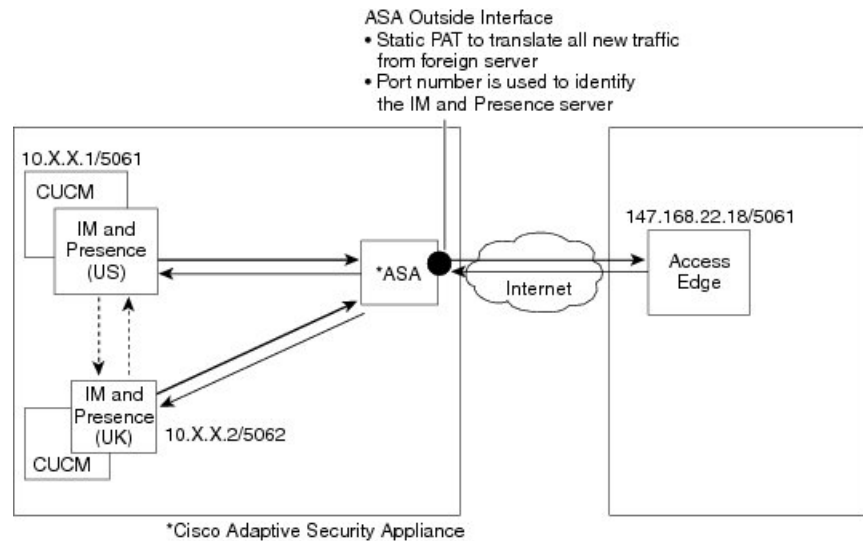 ASA Outside Interface
• Static PAT to translate all new traffic
from foreign server
• Port number is used to identify
the IM and Presence server
10.X.X.1/5061
CUCM
IM and
Presence
(US)
*ASA
Internet
147.168.22.18/5061
Access
Edge
IM and
Presence
(UK)
10.X.X.2/5062
CUCM
*Cisco Adaptive Security Appliance